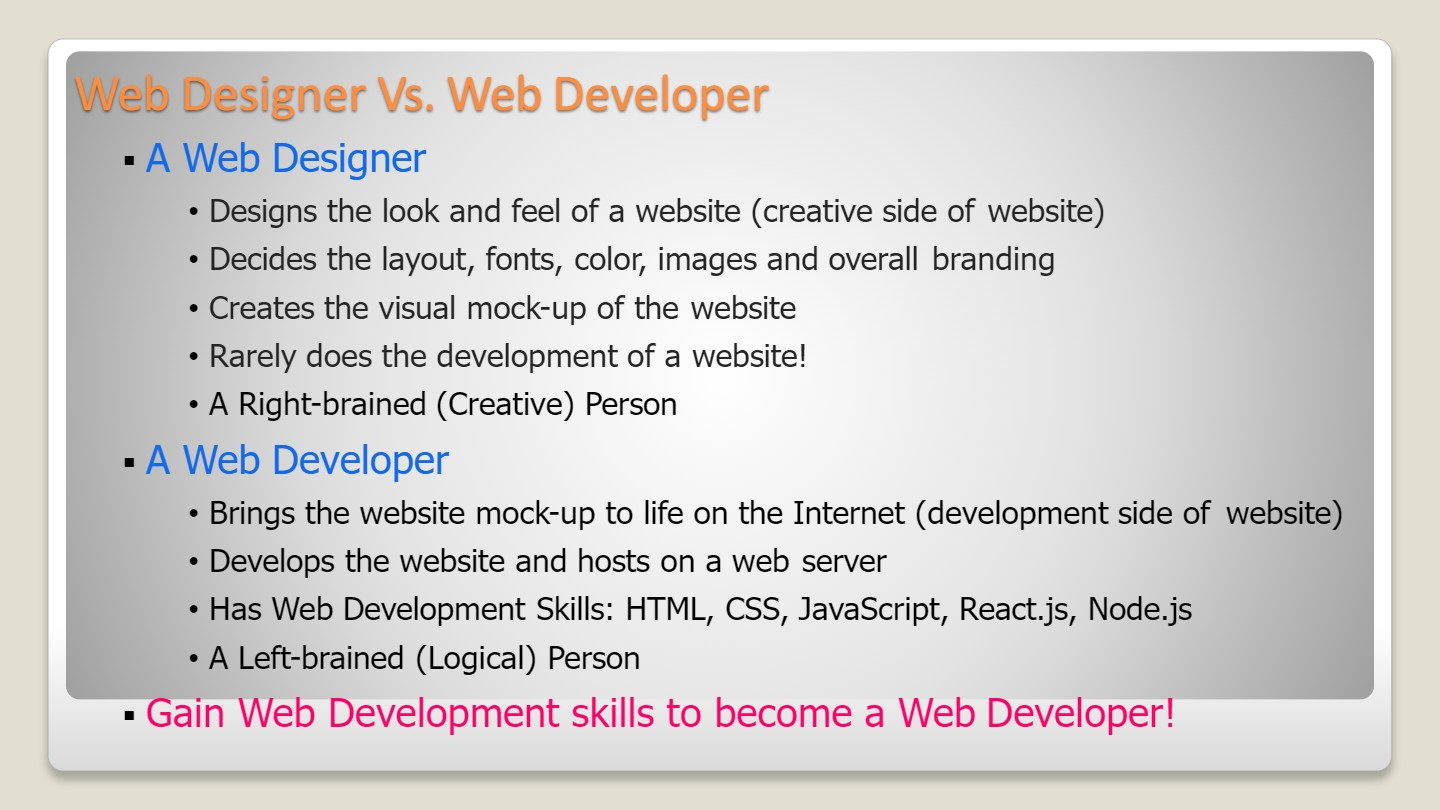 Web Designer Vs. Web Developer
▪ A Web Designer
• Designs the look and feel of a website (creative side of website)
• Decides the layout, fonts, color, images and overall branding
• Creates the visual mock-up of the website
• Rarely does the development of a website!
• A Right-brained (Creative) Person
▪ A Web Developer
• Brings the website mock-up to life on the Internet (development side of website)
• Develops the website and hosts on a web server
• Has Web Development Skills: HTML, CSS, JavaScript, React.js, Node.js
• A Left-brained (Logical) Person
▪ Gain Web Development skills to become a Web Developer!